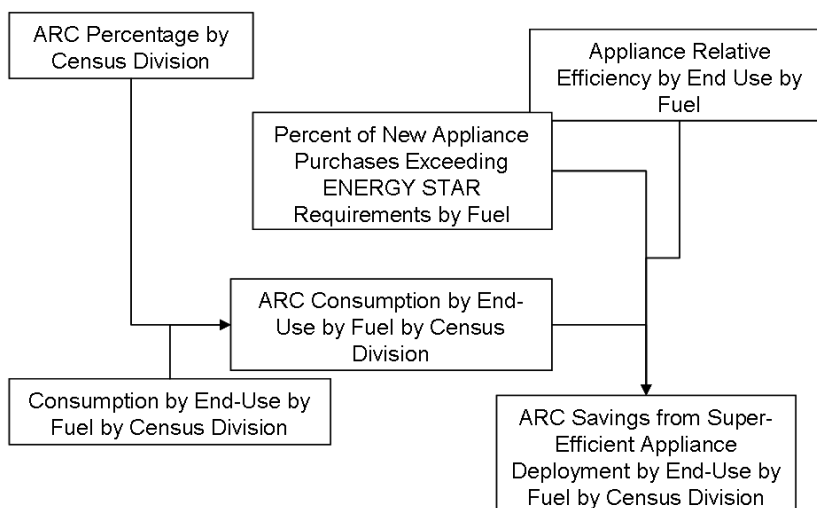 ARC Percentage by
Census Division
Appliance Relative
Efficiency by End Use by
Fuel
Percent of New Appliance
Purchases Exceeding
ENERGY STAR
Requirements by Fuel
ARC Consumption by End-
Use by Fuel by Census
Division
Consumption by End-Use by
Fuel by Census Division
ARC Savings from Super-
Efficient Appliance
Deployment by End-Use by
Fuel by Census Division